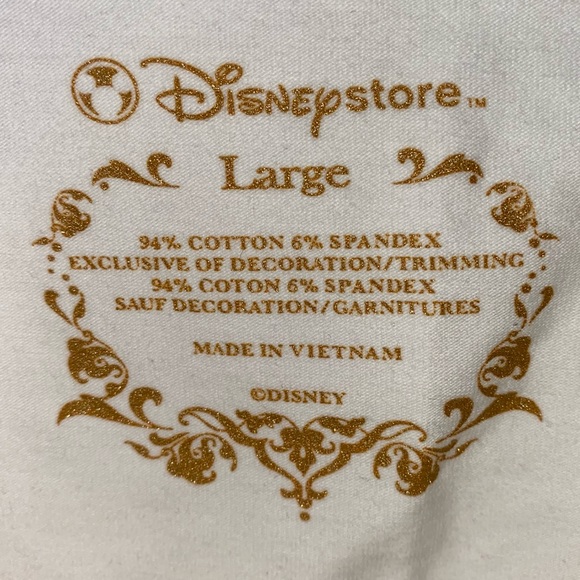 Disneystore™
Large
94% COTTON 6% SPANDEX
EXCLUSIVE OF DECORATION/TRIMMING
94% COTON 6% SPANDEX
SAUF DECORATION/GARNITURES
MADE IN VIETNAM
©DISNEY